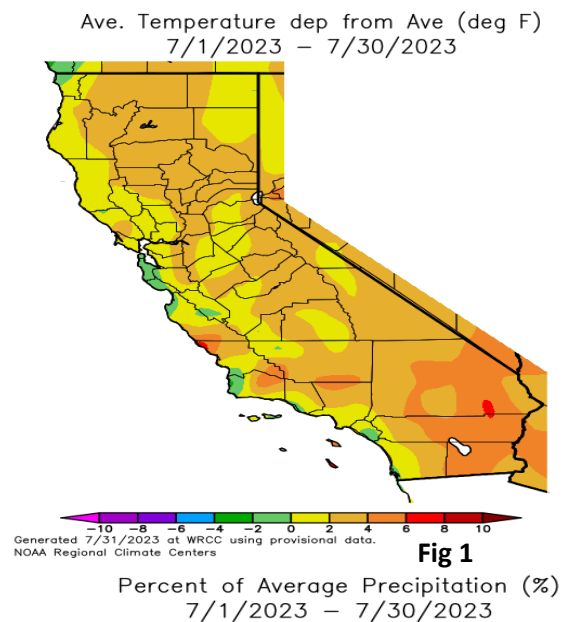 Ave. Temperature dep from Ave (deg F)
7/1/2023 – 7/30/2023
-10 -8 -6 -4 -2 0 2 4 6 8 10
Generated 7/31/2023 at WRCC using provisional data.
NOAA Regional Climate Centers
Fig 1
Percent of Average Precipitation (%)
7/1/2023 – 7/30/2023